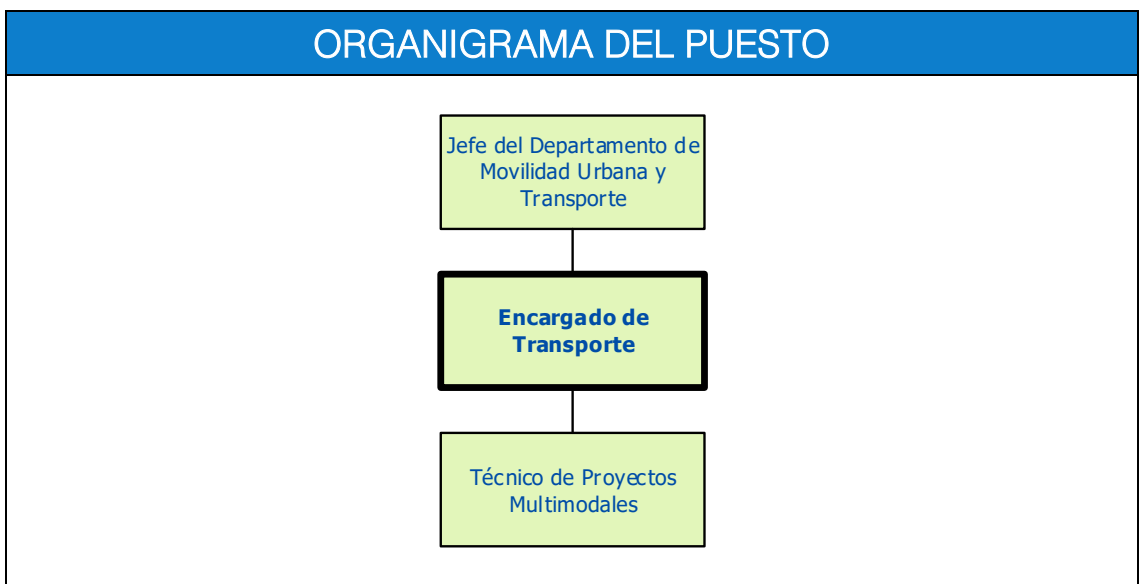 ORGANIGRAMA DEL PUESTO
Jefe del Departamento de
Movilidad Urbana y
Transporte
Encargado de
Transporte
Técnico de Proyectos
Multimodales